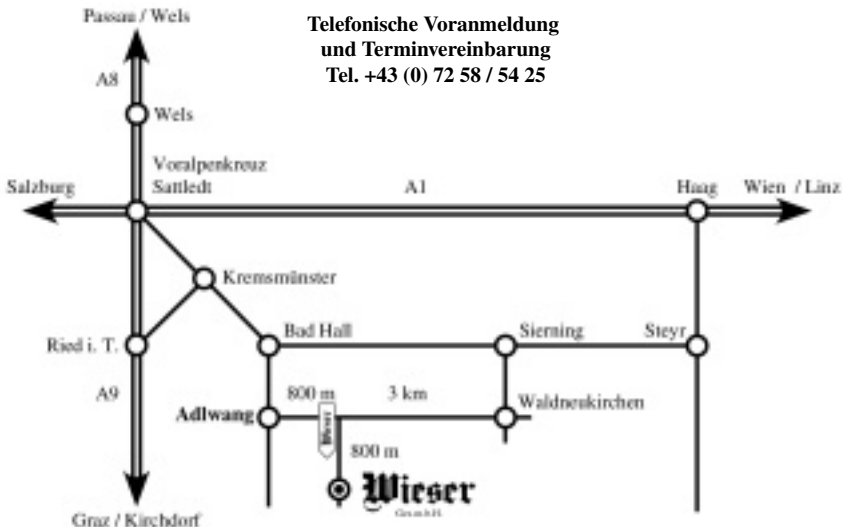 Passau / Wels
Telefonische Voranmeldung
und Terminvereinbarung
Tel. +43 (0) 72 58 / 54 25
A8
Wels
Voralpenkreuz
Sattledt
Salzburg
A1
Haag
Wien / Linz
Kremsmünster
Ried i. T.
Bad Hall
Sierning
Steyr
A9
800 m
3 km
Waldneukirchen
Adlwang
Wieser
800 m
Wieser
Ges.m.b.H.
Graz / Kirchdorf